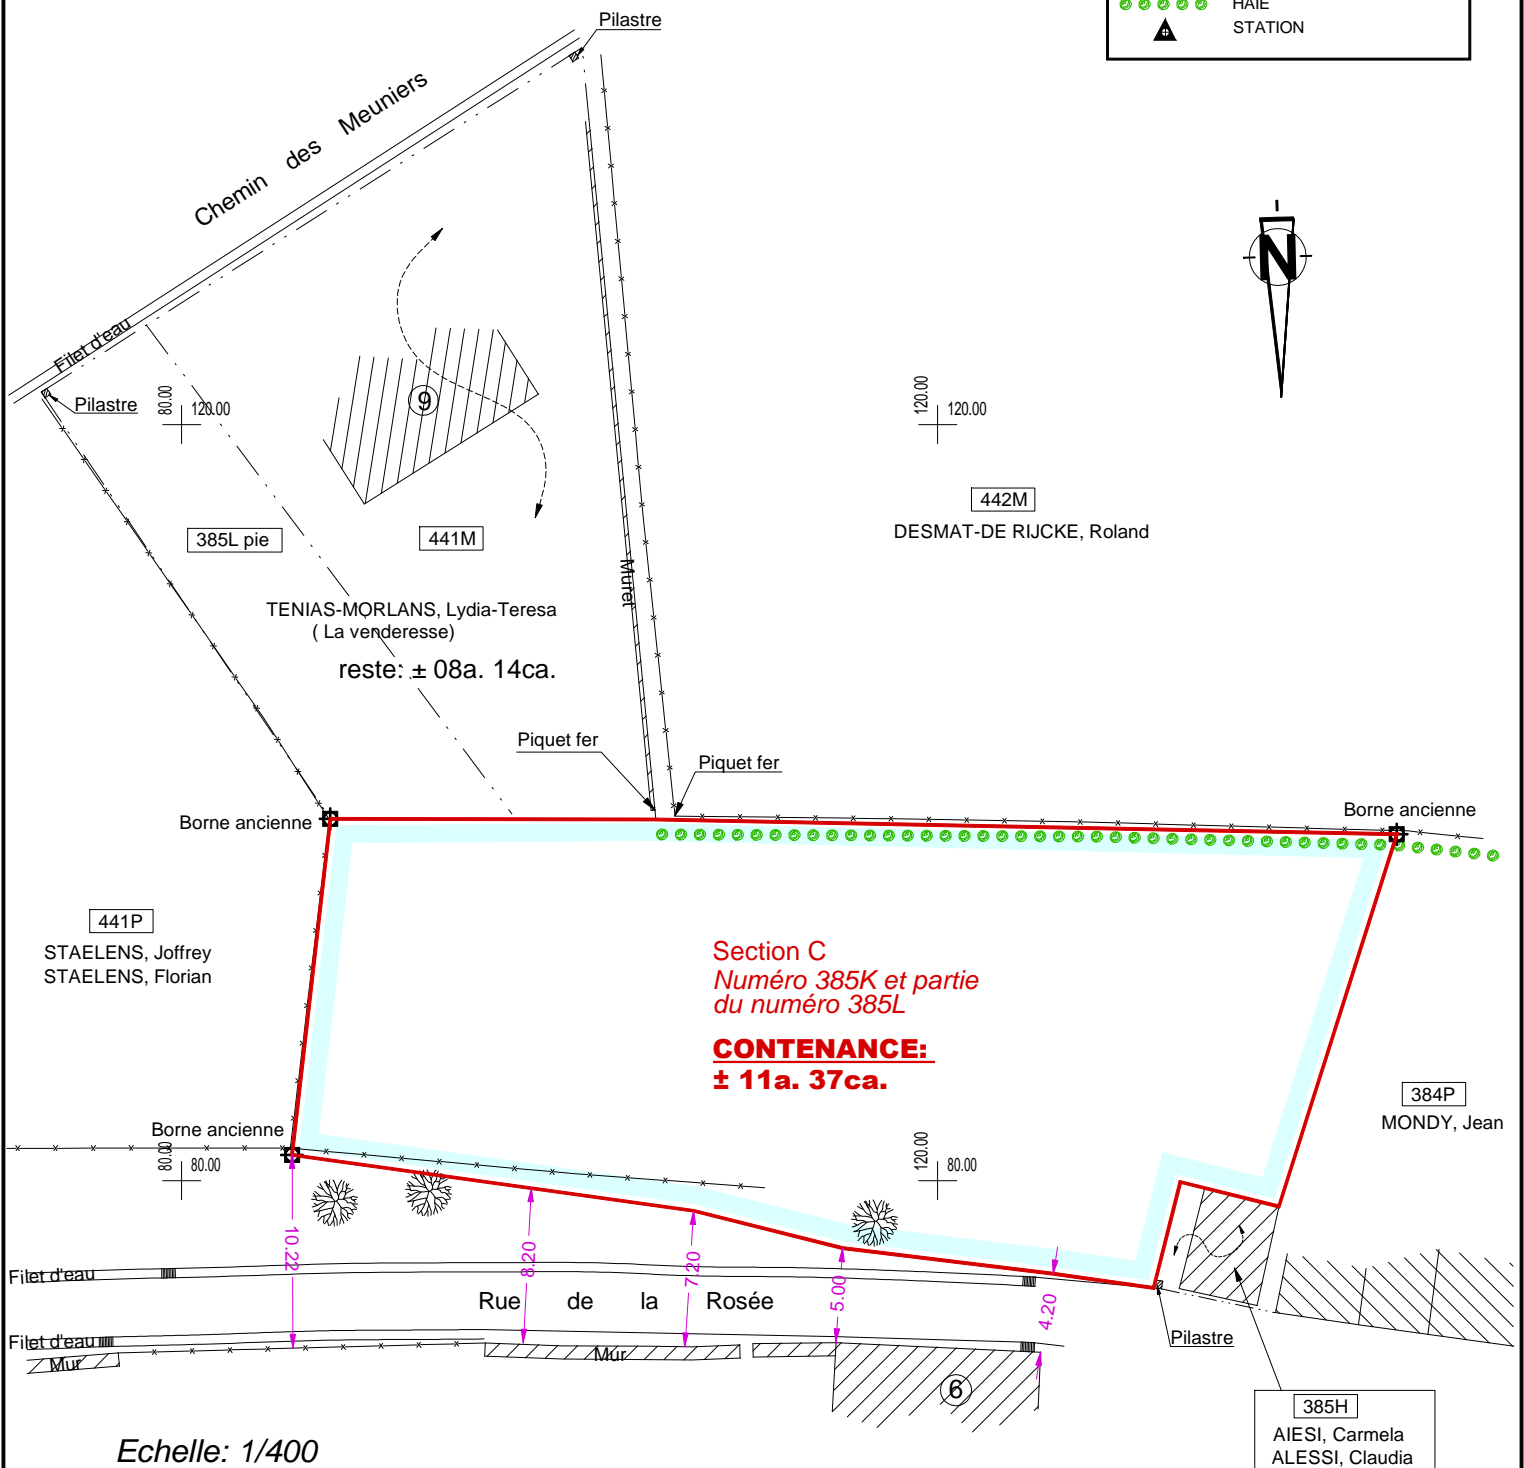 HAIE
STATION
Pilastre
Chemin des Meuniers
N
Filet d'eau
Pilastre
80.00
120.00
9
120.00
120.00
442M
DESMAT-DE RIJCKE, Roland
385L pie
441M
Muret
TENIAS-MORLANS, Lydia-Teresa
( La venderesse)
reste: ± 08a. 14ca.
Piquet fer
Piquet fer
Borne ancienne
Borne ancienne
441P
STAELENS, Joffrey
STAELENS, Florian
Section C
Numéro 385K et partie
du numéro 385L
CONTENANCE:
± 11a. 37ca.
384P
MONDY, Jean
Borne ancienne
80.00
80.00
120.00
80.00
10.22
8.20
7.20
5.00
4.20
Filet d'eau
Rue de la Rosée
Filet d'eau
Mur
Mur
Pilastre
6
385H
AIESI, Carmela
ALESSI, Claudia
Echelle: 1/400